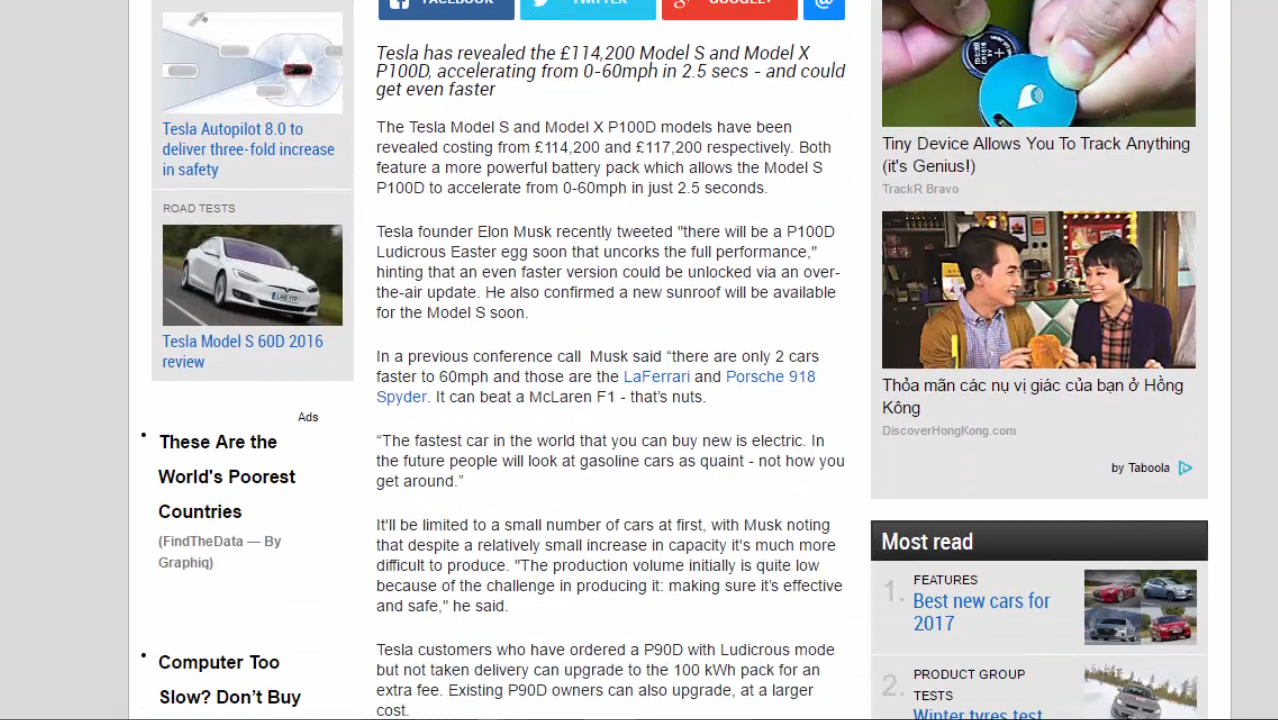 FACEBOOK
TWITTER
GOOGLE+
@
Tesla Autopilot 8.0 to
deliver three-fold increase
in safety
ROAD TESTS
Tesla Model S 60D 2016
review
Ads
These Are the
World's Poorest
Countries
(FindTheData — By
Graphiq)
Computer Too
Slow? Don't Buy
Tesla has revealed the £114,200 Model S and Model X
P100D, accelerating from 0-60mph in 2.5 secs - and could
get even faster
The Tesla Model S and Model X P100D models have been
revealed costing from £114,200 and £117,200 respectively. Both
feature a more powerful battery pack which allows the Model S
P100D to accelerate from 0-60mph in just 2.5 seconds.
Tesla founder Elon Musk recently tweeted "there will be a P100D
Ludicrous Easter egg soon that uncorks the full performance,"
hinting that an even faster version could be unlocked via an over-
the-air update. He also confirmed a new sunroof will be available
for the Model S soon.
In a previous conference call Musk said “there are only 2 cars
faster to 60mph and those are the LaFerrari and Porsche 918
Spyder. It can beat a McLaren F1 - that’s nuts.
“The fastest car in the world that you can buy new is electric. In
the future people will look at gasoline cars as quaint - not how you
get around.”
It'll be limited to a small number of cars at first, with Musk noting
that despite a relatively small increase in capacity it's much more
difficult to produce. "The production volume initially is quite low
because of the challenge in producing it: making sure it’s effective
and safe," he said.
Tesla customers who have ordered a P90D with Ludicrous mode
but not taken delivery can upgrade to the 100 kWh pack for an
extra fee. Existing P90D owners can also upgrade, at a larger
cost.
Tiny Device Allows You To Track Anything
(it's Genius!)
TrackR Bravo
Thỏa mãn các nụ vị giác của bạn ở Hồng
Kông
DiscoverHongKong.com
by Taboola
Most read
1.
FEATURES
Best new cars for
2017
2.
PRODUCT GROUP
TESTS
Winter tyres test